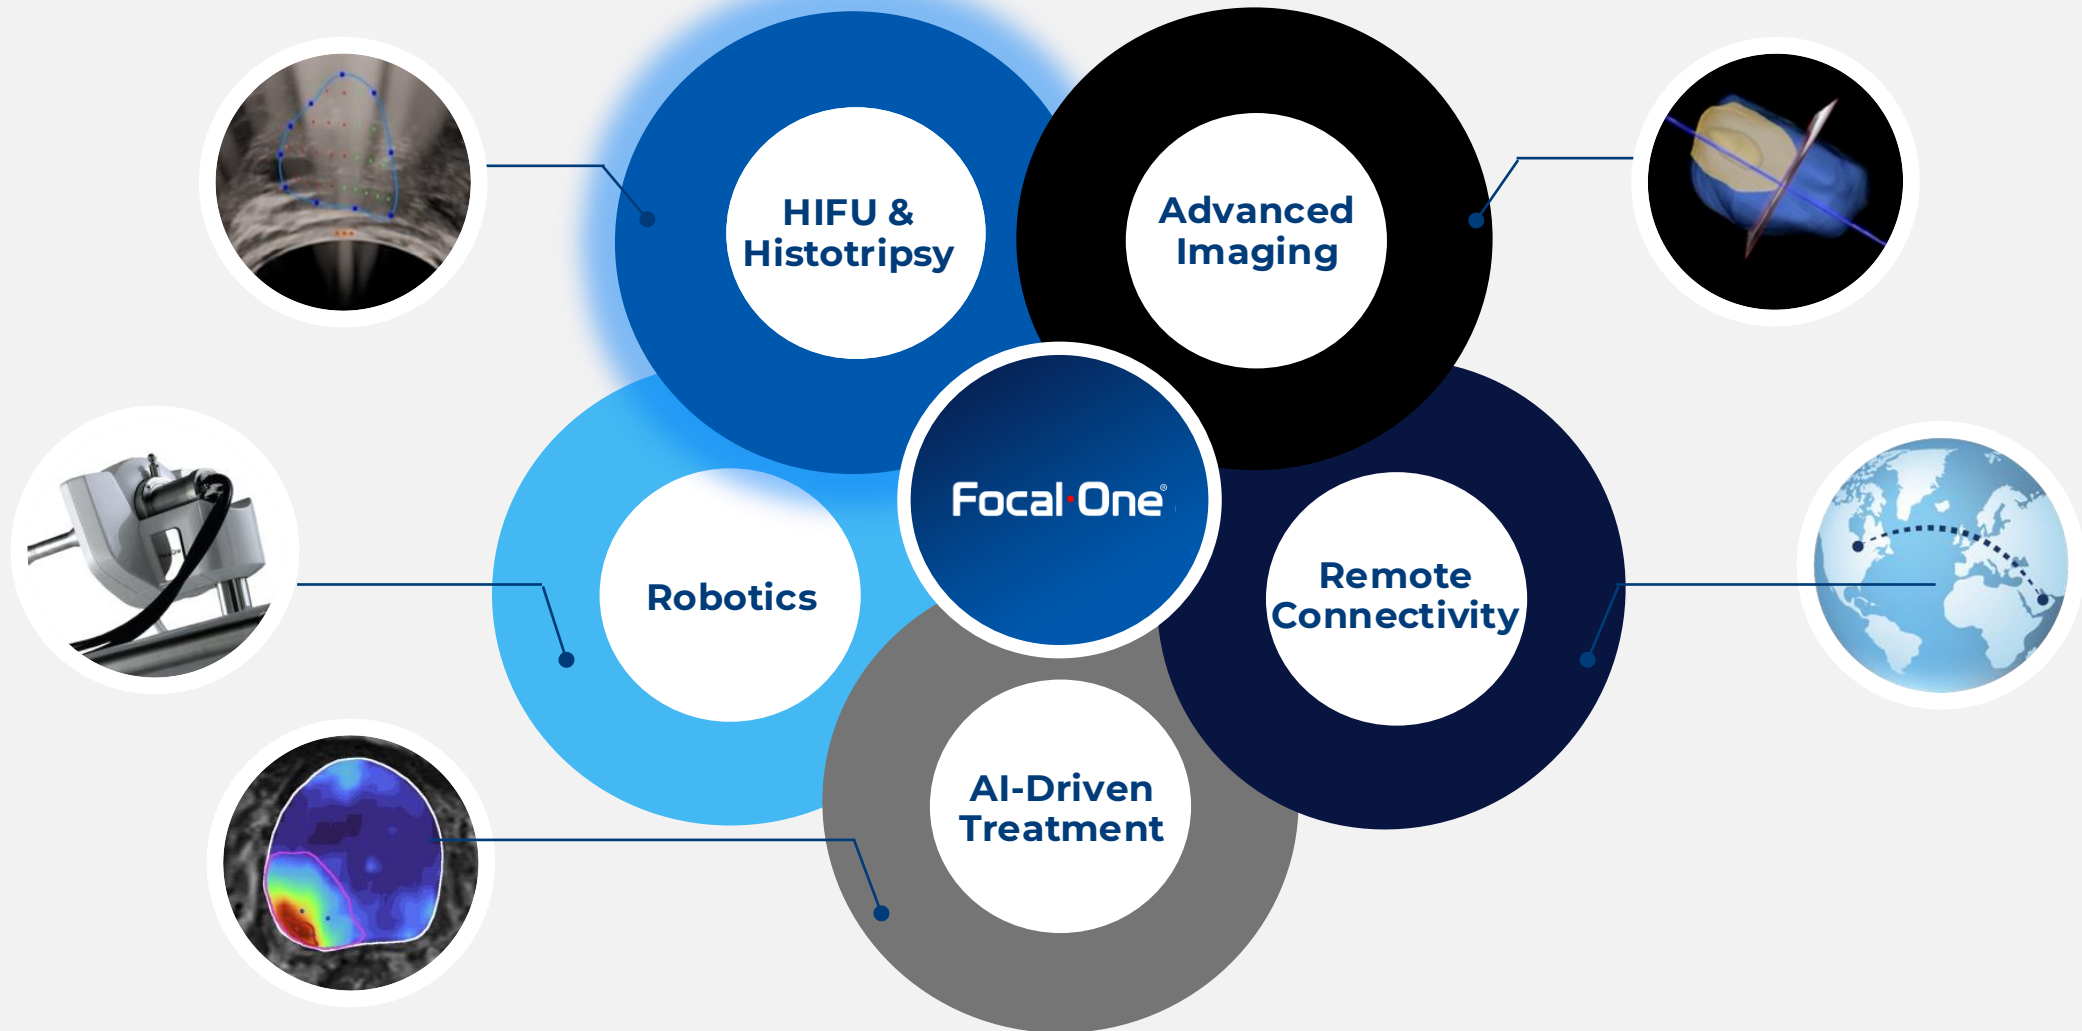 HIFU &
Histotripsy
Advanced
Imaging
Focal·One®
Robotics
Remote
Connectivity
AI-Driven
Treatment